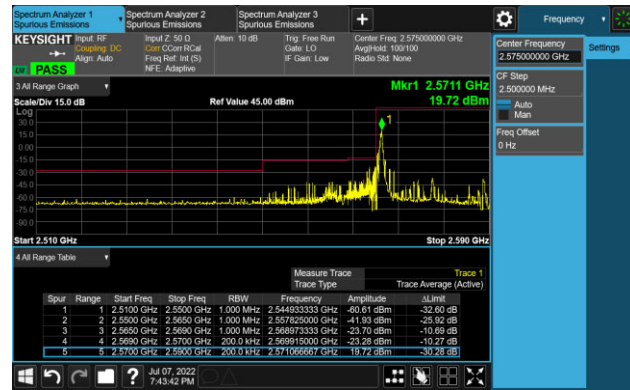 Spectrum Analyzer 1
Spurious Emissions
Spectrum Analyzer 2
Spurious Emissions
Spectrum Analyzer 3
Spurious Emissions
+
Frequency
KEYSIGHT
Input: RF
Coupling: DC
Align: Auto
Input Z: 50 Ω
Corr CCorr RCal
Freq Ref: Int (S)
NFE: Adaptive
Atten: 10 dB
Trig: Free Run
Gate: LO
IF Gain: Low
Center Freq: 2.575000000 GHz
Avg|Hold: 100/100
Radio Std: None
PASS
Center Frequency
2.575000000 GHz
Settings
CF Step
2.500000 MHz
Auto
Man
Freq Offset
0 Hz
3 All Range Graph
Mkr1 2.5711 GHz
Scale/Div 15.0 dB
Ref Value 45.00 dBm
19.72 dBm
Log
30.0
15.0
0.00
-15.0
-30.0
-45.0
-60.0
-75.0
-90.0
1
Start 2.510 GHz
Stop 2.590 GHz
4 All Range Table
Measure Trace Trace 1
Trace Type Trace Average (Active)
Spur Range Start Freq Stop Freq RBW Frequency Amplitude ΔLimit
1 1 2.5100 GHz 2.5500 GHz 1.000 MHz 2.544933333 GHz -60.61 dBm -32.60 dB
2 2 2.5500 GHz 2.5650 GHz 1.000 MHz 2.557825000 GHz -41.93 dBm -25.92 dB
3 3 2.5650 GHz 2.5690 GHz 1.000 MHz 2.568973333 GHz -23.70 dBm -10.69 dB
4 4 2.5690 GHz 2.5700 GHz 200.0 kHz 2.569915000 GHz -23.28 dBm -10.27 dB
5 5 2.5700 GHz 2.5900 GHz 200.0 kHz 2.571066667 GHz 19.72 dBm -30.28 dB
?
Jul 07, 2022
7:43:42 PM